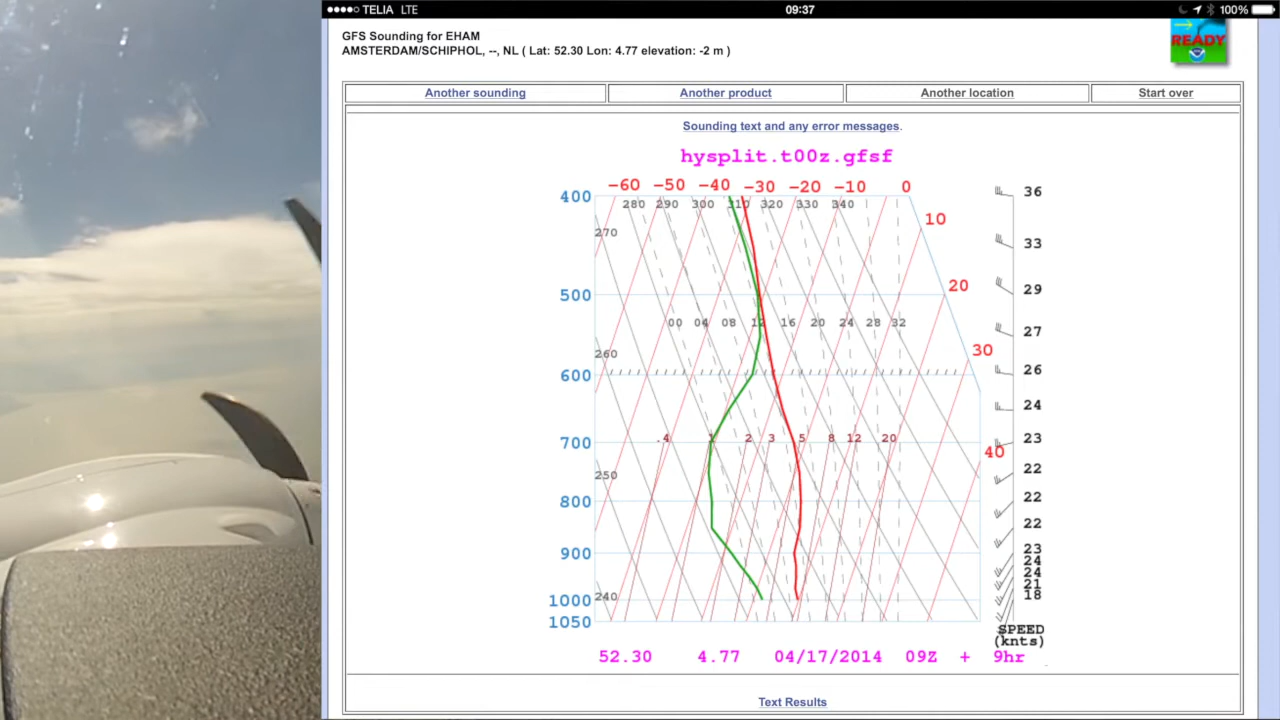 TELIA LTE 09:37 100%
GFS Sounding for EHAM
AMSTERDAM/SCHIPHOL, --, NL ( Lat: 52.30 Lon: 4.77 elevation: -2 m )
READY
Another sounding Another product Another location Start over
Sounding text and any error messages.
hysplit.t00z.gfsf
-60 -50 -40 -30 -20 -10 0
400 36
280 290 300 310 320 330 340
10
270
33
20 29
500
00 04 08 12 16 20 24 28 32
27
30
260
600 26
24
700 .4 1 2 3 5 8 12 20 23
40
22
250
800 22
22
900 23
24
24
21
1000 240 18
1050
SPEED
(knts)
52.30 4.77 04/17/2014 09Z + 9hr
Text Results